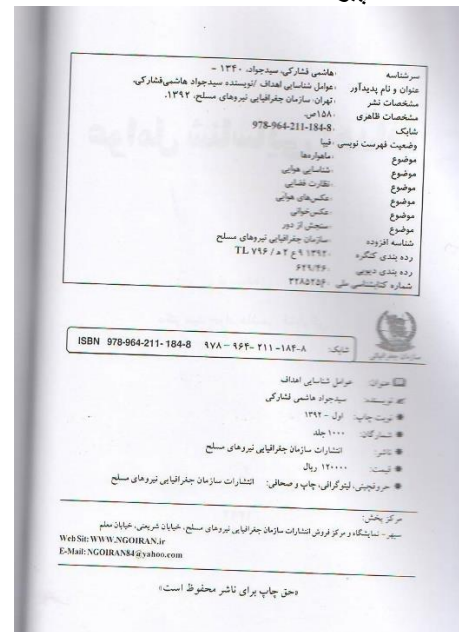 سرشناسه : هاشمی فشارکی، سیدجواد، ۱۳۴۰ -
عنوان و نام پدیدآور : عوامل شناسایی اهداف /نویسنده سیدجواد هاشمی‌فشارکی.
مشخصات نشر : تهران: سازمان جغرافیایی نیروهای مسلح، ۱۳۹۲.
مشخصات ظاهری : ۱۵۸ص.
شابک : 978-964-211-184-8
وضعیت فهرست نویسی : فیپا
موضوع : ماهواره‌ها
موضوع : شناسایی هوایی
موضوع : نظارت فضایی
موضوع : عکس‌های هوایی
موضوع : عکس‌خوانی
موضوع : سنجش از دور
شناسه افزوده : سازمان جغرافیایی نیروهای مسلح
رده بندی کنگره : ۱۳۹۲ ۹ ع ۲ ه‍ / TL ۷۹۶
رده بندی دیویی : ۶۲۹/۴۶
شماره کتابشناسی ملی : ۳۲۸۵۲۵۶
سازمان جغرافیایی
شابک: ۹۷۸-۹۶۴-۲۱۱-۱۸۴-۸ ISBN 978-964-211-184-8
عنوان: عوامل شناسایی اهداف
نویسنده: سیدجواد هاشمی فشارکی
نوبت چاپ: اول - ۱۳۹۲
شمارگان: ۱۰۰۰ جلد
ناشر: انتشارات سازمان جغرافیایی نیروهای مسلح
قیمت: ۱۲۰۰۰۰ ریال
حروفچینی، لیتوگرافی، چاپ و صحافی: انتشارات سازمان جغرافیایی نیروهای مسلح
مرکز پخش:
سپهر - نمایشگاه و مرکز فروش انتشارات سازمان جغرافیایی نیروهای مسلح، خیابان شریعتی، خیابان معلم
Web Sit: WWW.NGOIRAN.ir
E-Mail: NGOIRAN84@yahoo.com
«حق چاپ برای ناشر محفوظ است»